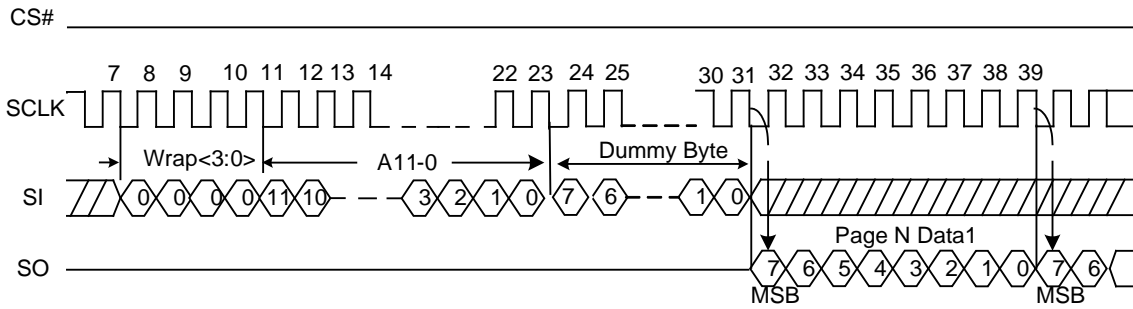 CS#
7 8 9 10 11 12 13 14 22 23 24 25 30 31 32 33 34 35 36 37 38 39
SCLK
Wrap<3:0> A11-0 Dummy Byte
SI 0 0 0 0 11 10 3 2 1 0 7 6 1 0
Page N Data1
SO 7 6 5 4 3 2 1 0 7 6
MSB MSB